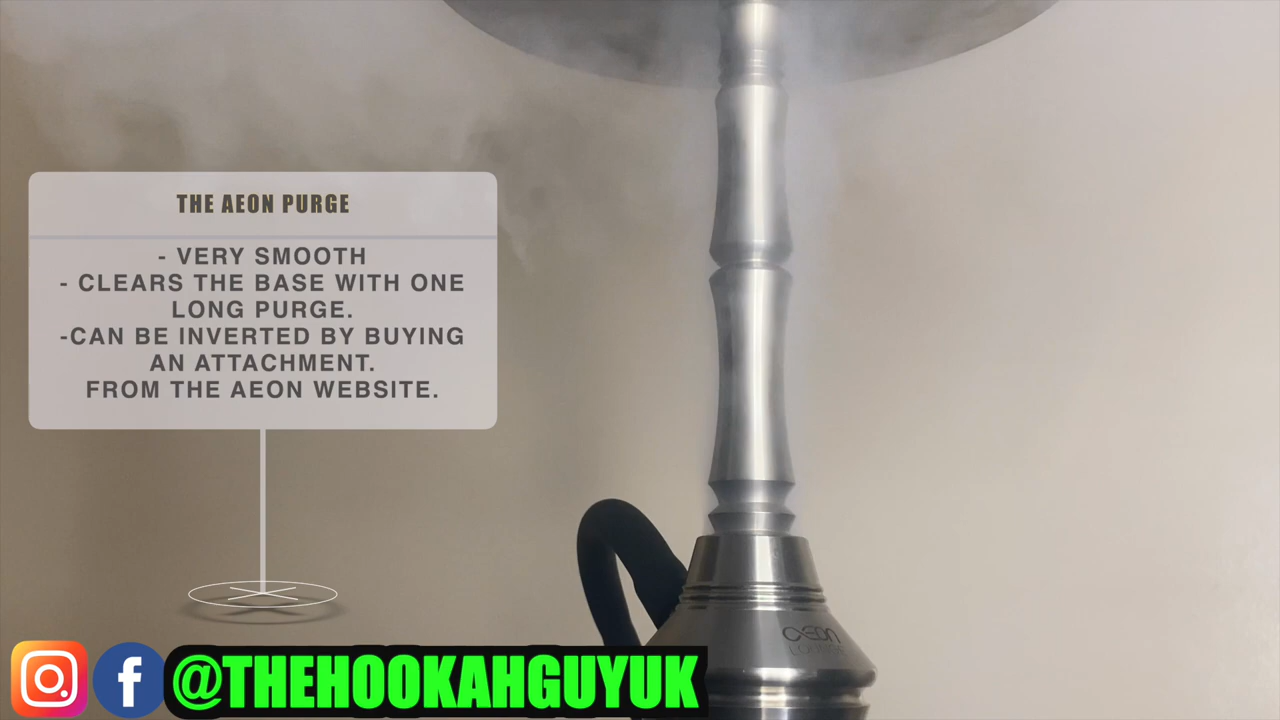 THE AEON PURGE
- VERY SMOOTH
- CLEARS THE BASE WITH ONE
LONG PURGE.
-CAN BE INVERTED BY BUYING
AN ATTACHMENT.
FROM THE AEON WEBSITE.
AEON
LOUNGE
@THEHOOKAHGUYUK